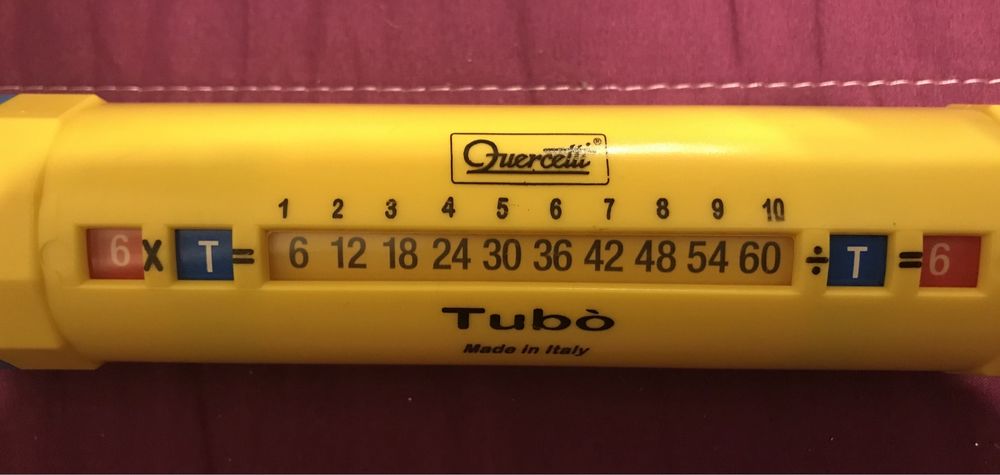 Quercetti®
1 2 3 4 5 6 7 8 9 10
6 x T = 6 12 18 24 30 36 42 48 54 60 ÷ T = 6
Tubò
Made in Italy